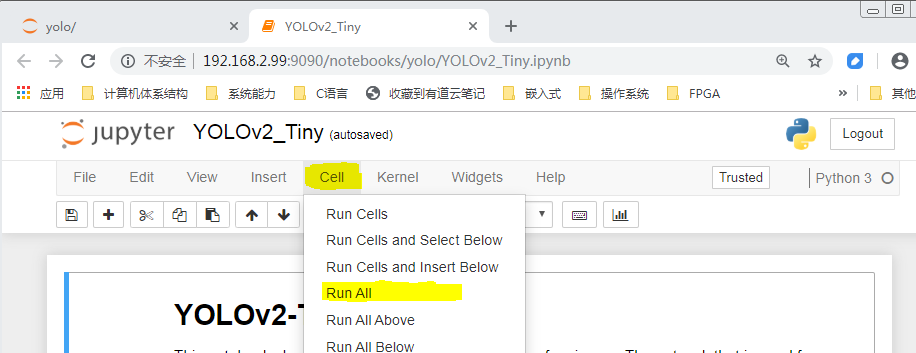 yolo/ YOLOv2_Tiny
不安全 192.168.2.99:9090/notebooks/yolo/YOLOv2_Tiny.ipynb
应用 计算机体系结构 系统能力 C语言 收藏到有道云笔记 嵌入式 操作系统 FPGA » 其他
jupyter YOLOv2_Tiny (autosaved) Logout
File Edit View Insert Cell Kernel Widgets Help Trusted Python 3
Run Cells
Run Cells and Select Below
Run Cells and Insert Below
Run All
YOLOv2-T
Run All Above
Run All Below